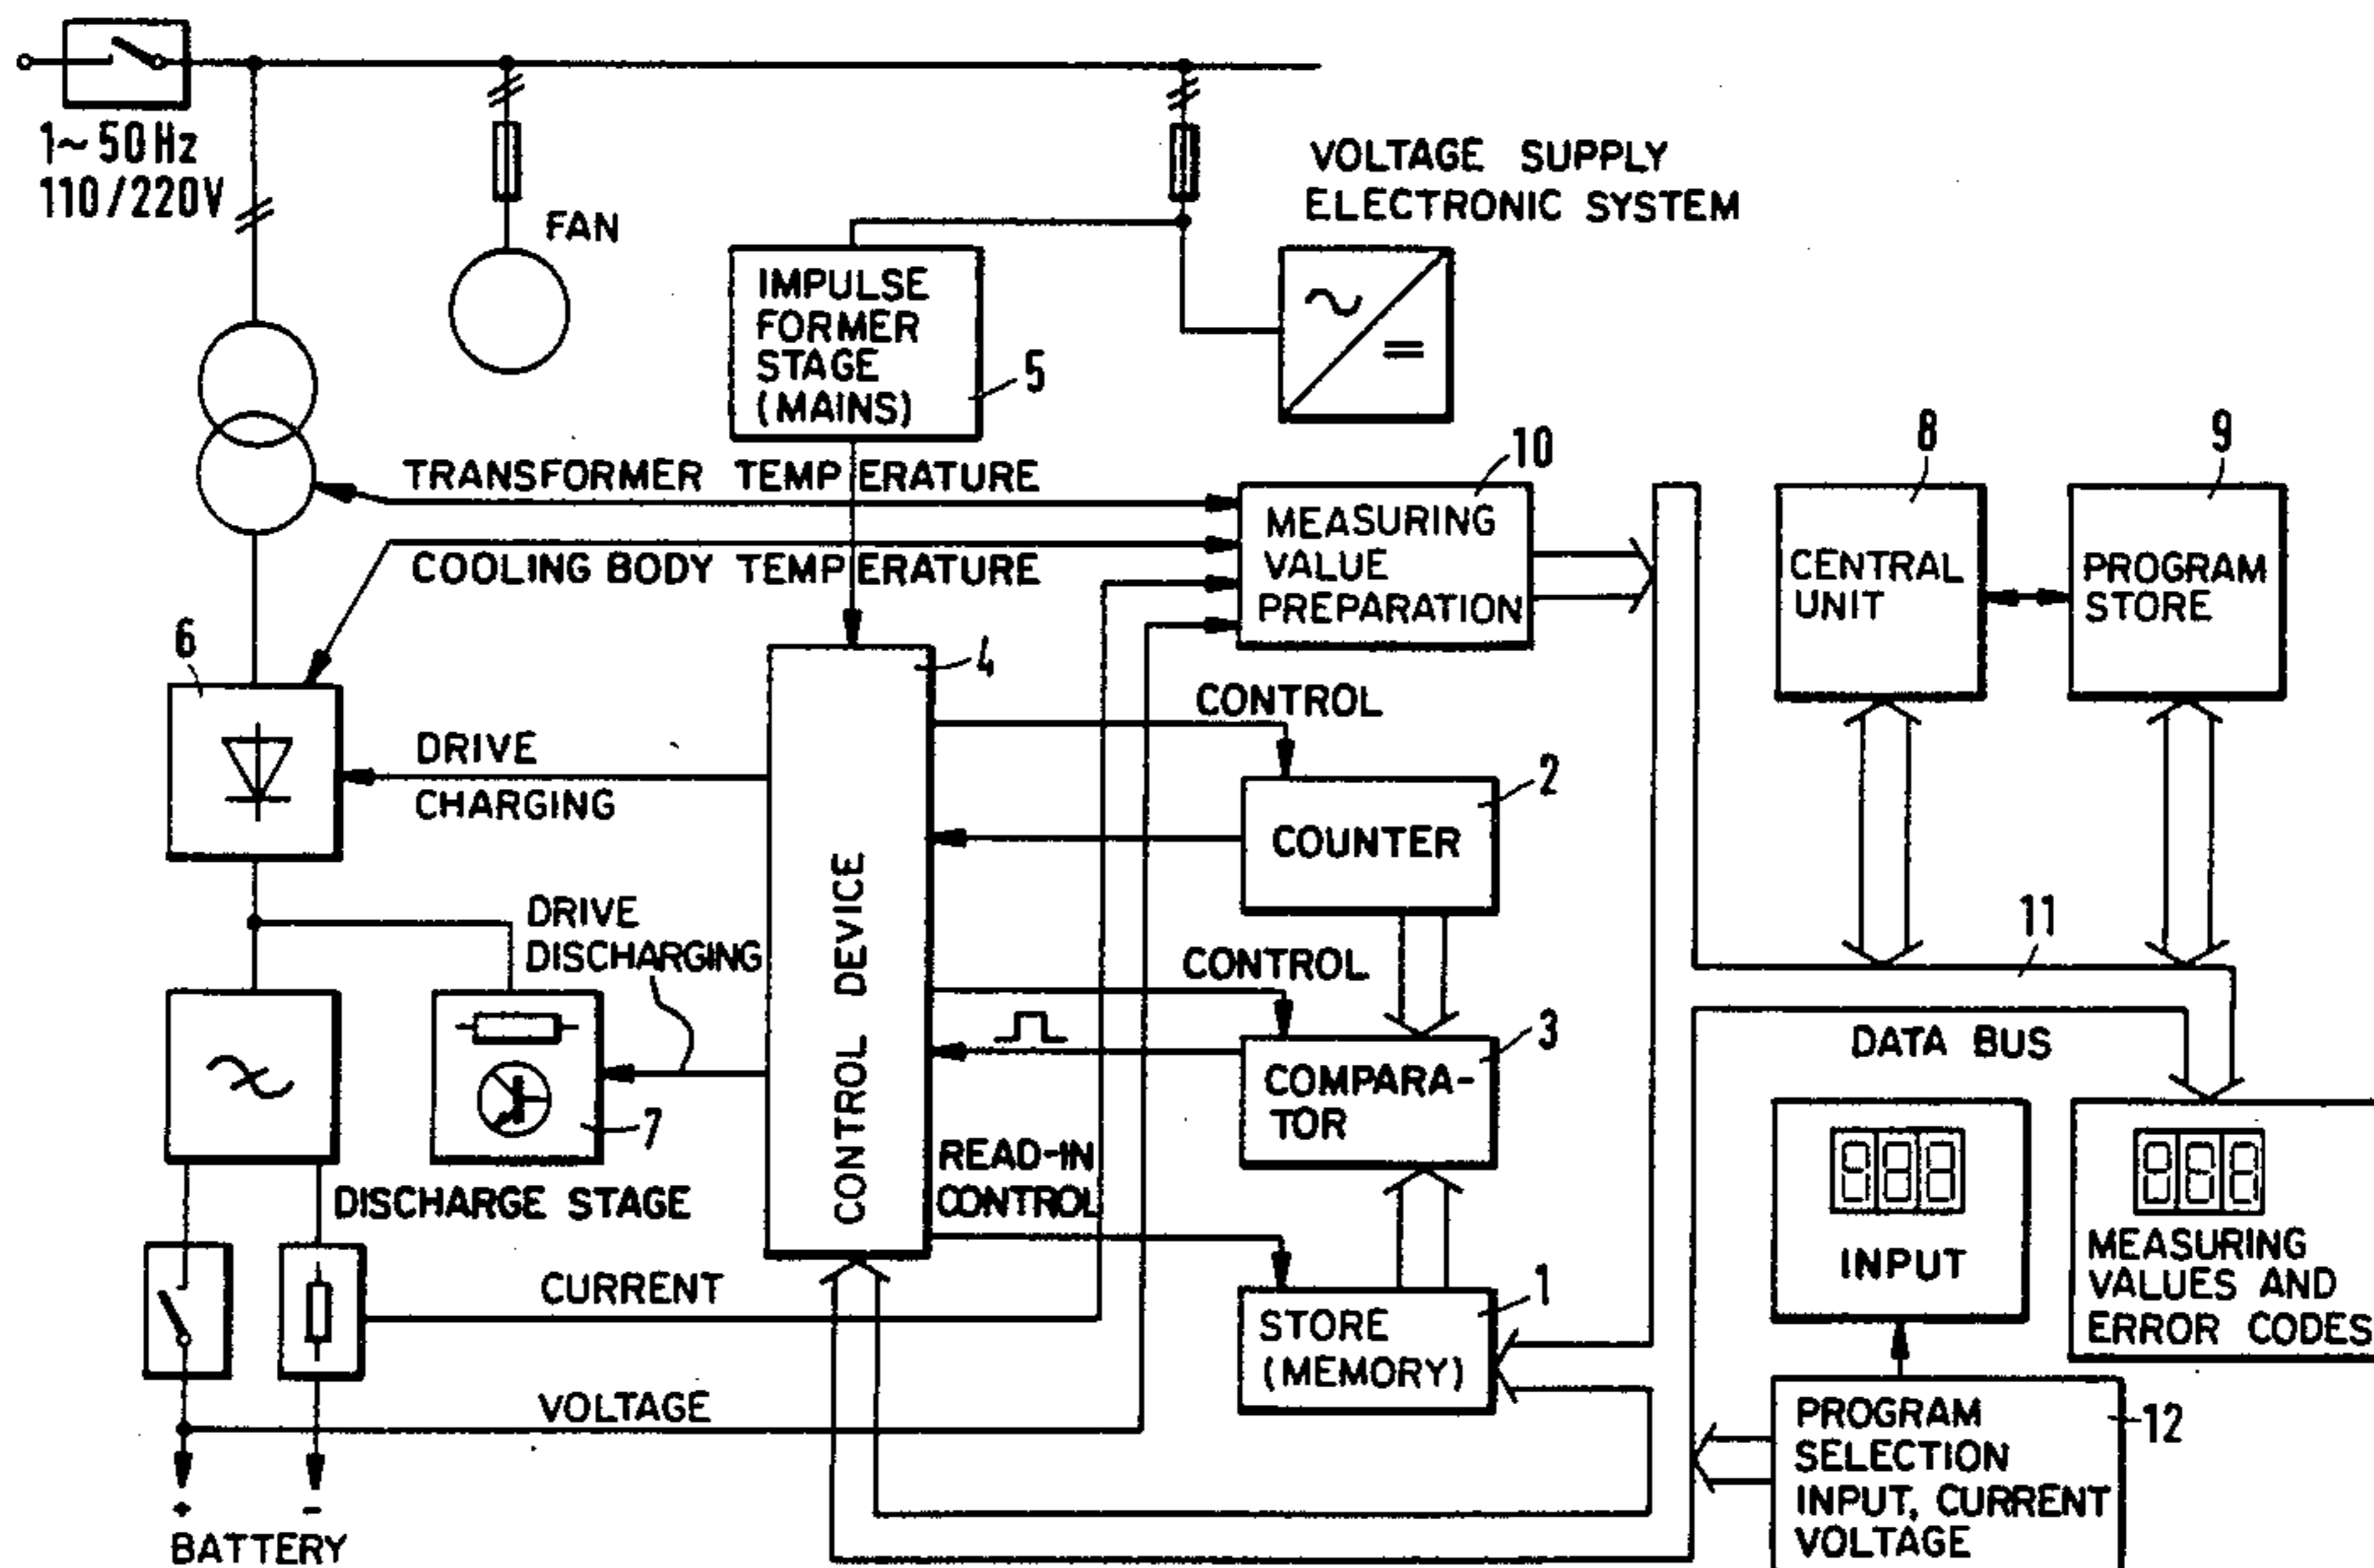 1~ 50 Hz
110/220V
FAN
VOLTAGE SUPPLY
ELECTRONIC SYSTEM
IMPULSE
FORMER
STAGE
(MAINS)
5
TRANSFORMER TEMPERATURE
COOLING BODY TEMPERATURE
10
MEASURING
VALUE
PREPARATION
8
CENTRAL
UNIT
9
PROGRAM
STORE
6
4
CONTROL DEVICE
DRIVE
CHARGING
CONTROL
2
COUNTER
DRIVE
DISCHARGING
CONTROL
3
COMPARA-
TOR
11
DATA BUS
7
DISCHARGE STAGE
READ-IN
CONTROL
1
STORE
(MEMORY)
INPUT
MEASURING
VALUES AND
ERROR CODES
CURRENT
VOLTAGE
12
PROGRAM
SELECTION
INPUT, CURRENT
VOLTAGE
+ -
BATTERY